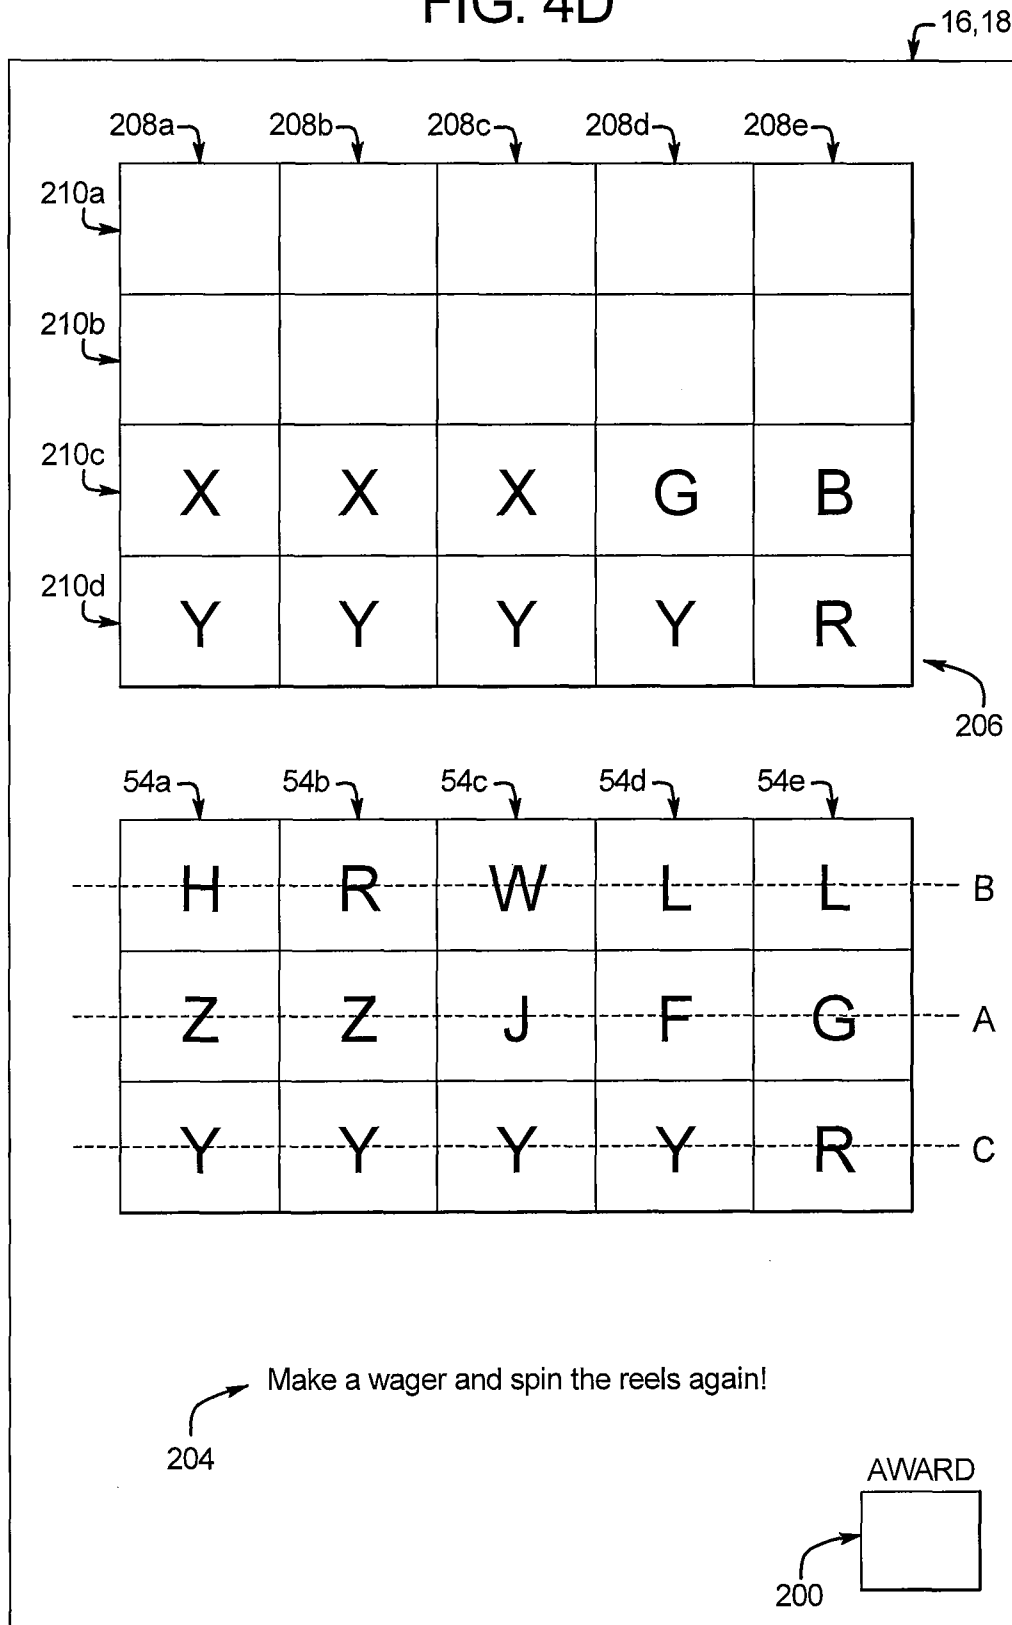 FIG. 4D
16,18
208a 208b 208c 208d 208e
210a
210b
210c X X X G B
210d Y Y Y Y R
206
54a 54b 54c 54d 54e
H R W L L B
Z Z J F G A
Y Y Y Y R C
Make a wager and spin the reels again!
204
AWARD
200